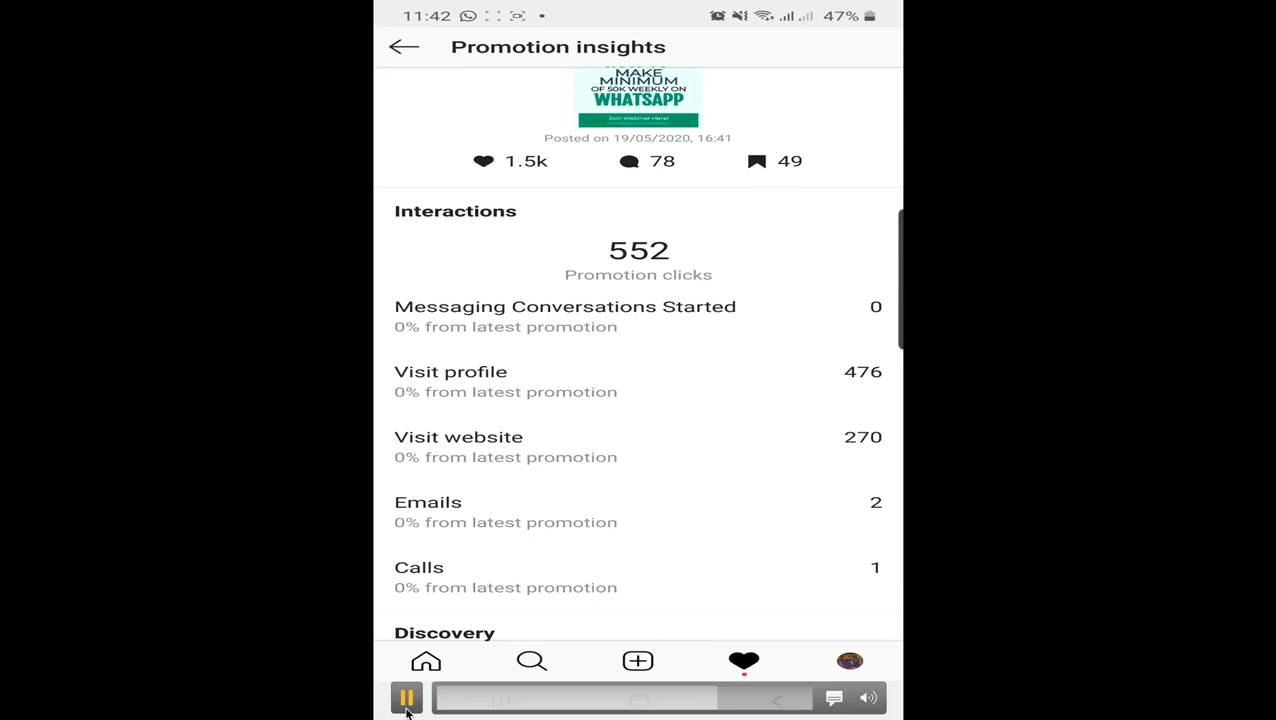 11:42
47%
Promotion insights
MAKE
MINIMUM
OF 50K WEEKLY ON
WHATSAPP
Join Webinar Here!
Posted on 19/05/2020, 16:41
1.5k 78 49
Interactions
552
Promotion clicks
Messaging Conversations Started 0
0% from latest promotion
Visit profile 476
0% from latest promotion
Visit website 270
0% from latest promotion
Emails 2
0% from latest promotion
Calls 1
0% from latest promotion
Discovery